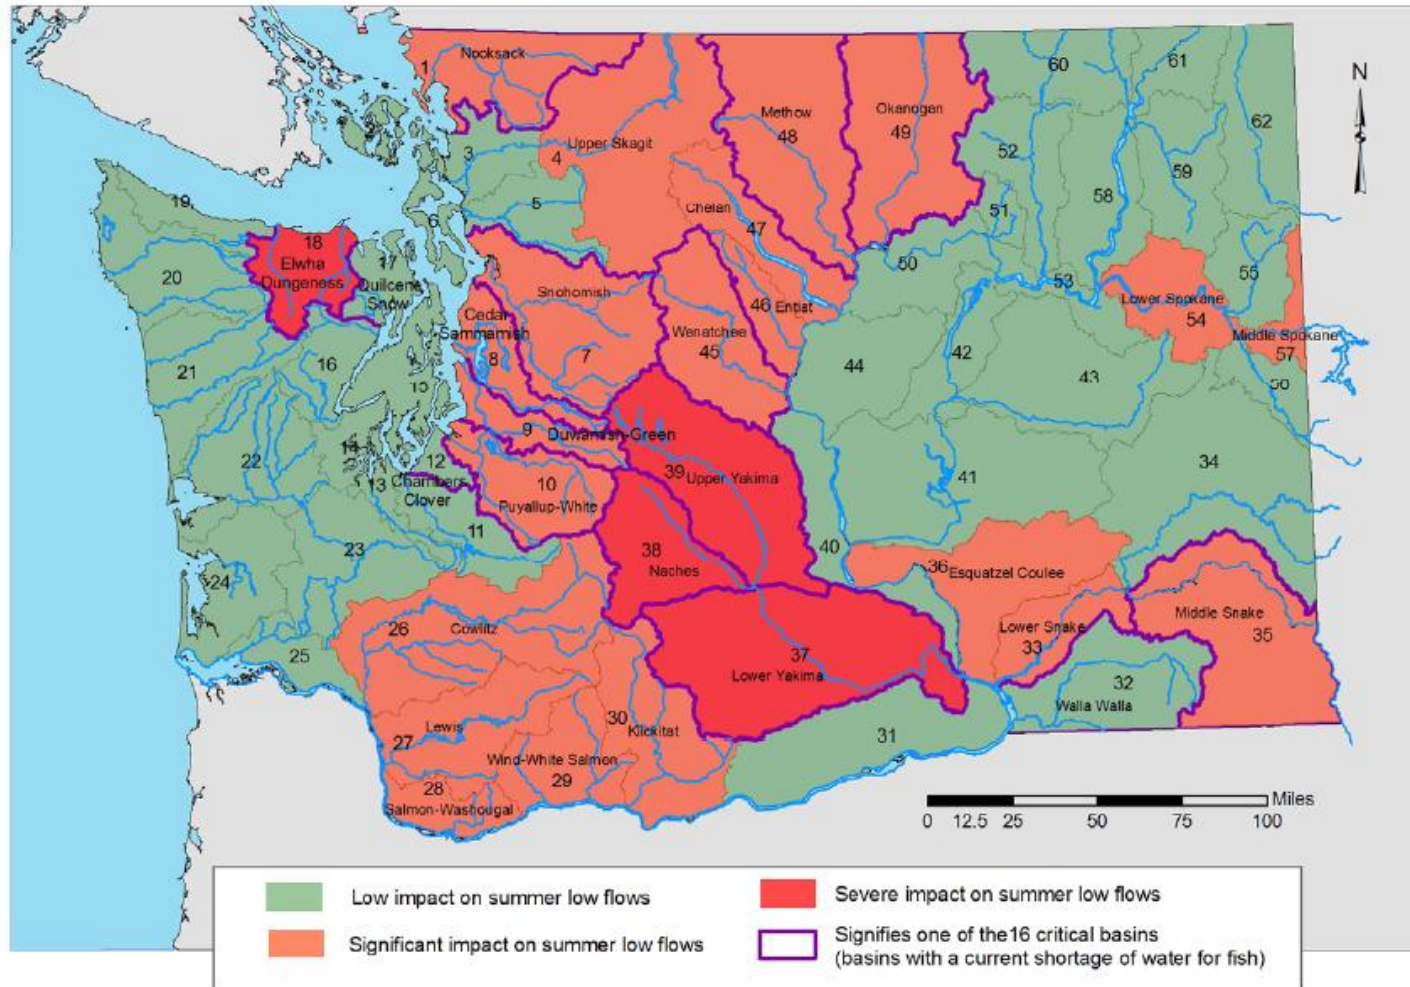 N
1
Nooksack
60
61
Okanogan
49
Methow
48
62
2
3
Upper Skagit
4
52
59
58
5
51
19
Chelan
47
6
18
Elwha
Dungeness
17
Quilcene
Snow
20
50
55
53
Lower Spokane
54
Snohomish
46
Entiat
Cedar
Sammamish
8
7
Wenatchee
45
Middle Spokane
57
56
44
42
43
21
16
15
9
Duwamish-Green
14
13
12
Chambers
Clover
22
39
Upper Yakima
34
41
10
Puyallup-White
11
23
38
Naches
40
36
Esquatzel Coulee
24
26
Cowlitz
Lower Snake
33
Middle Snake
35
25
37
Lower Yakima
32
Walla Walla
27
Lewis
30
Klickitat
31
Wind-White Salmon
29
28
Salmon-Washougal
Miles
0 12.5 25 50 75 100
Low impact on summer low flows
Severe impact on summer low flows
Significant impact on summer low flows
Signifies one of the16 critical basins
(basins with a current shortage of water for fish)